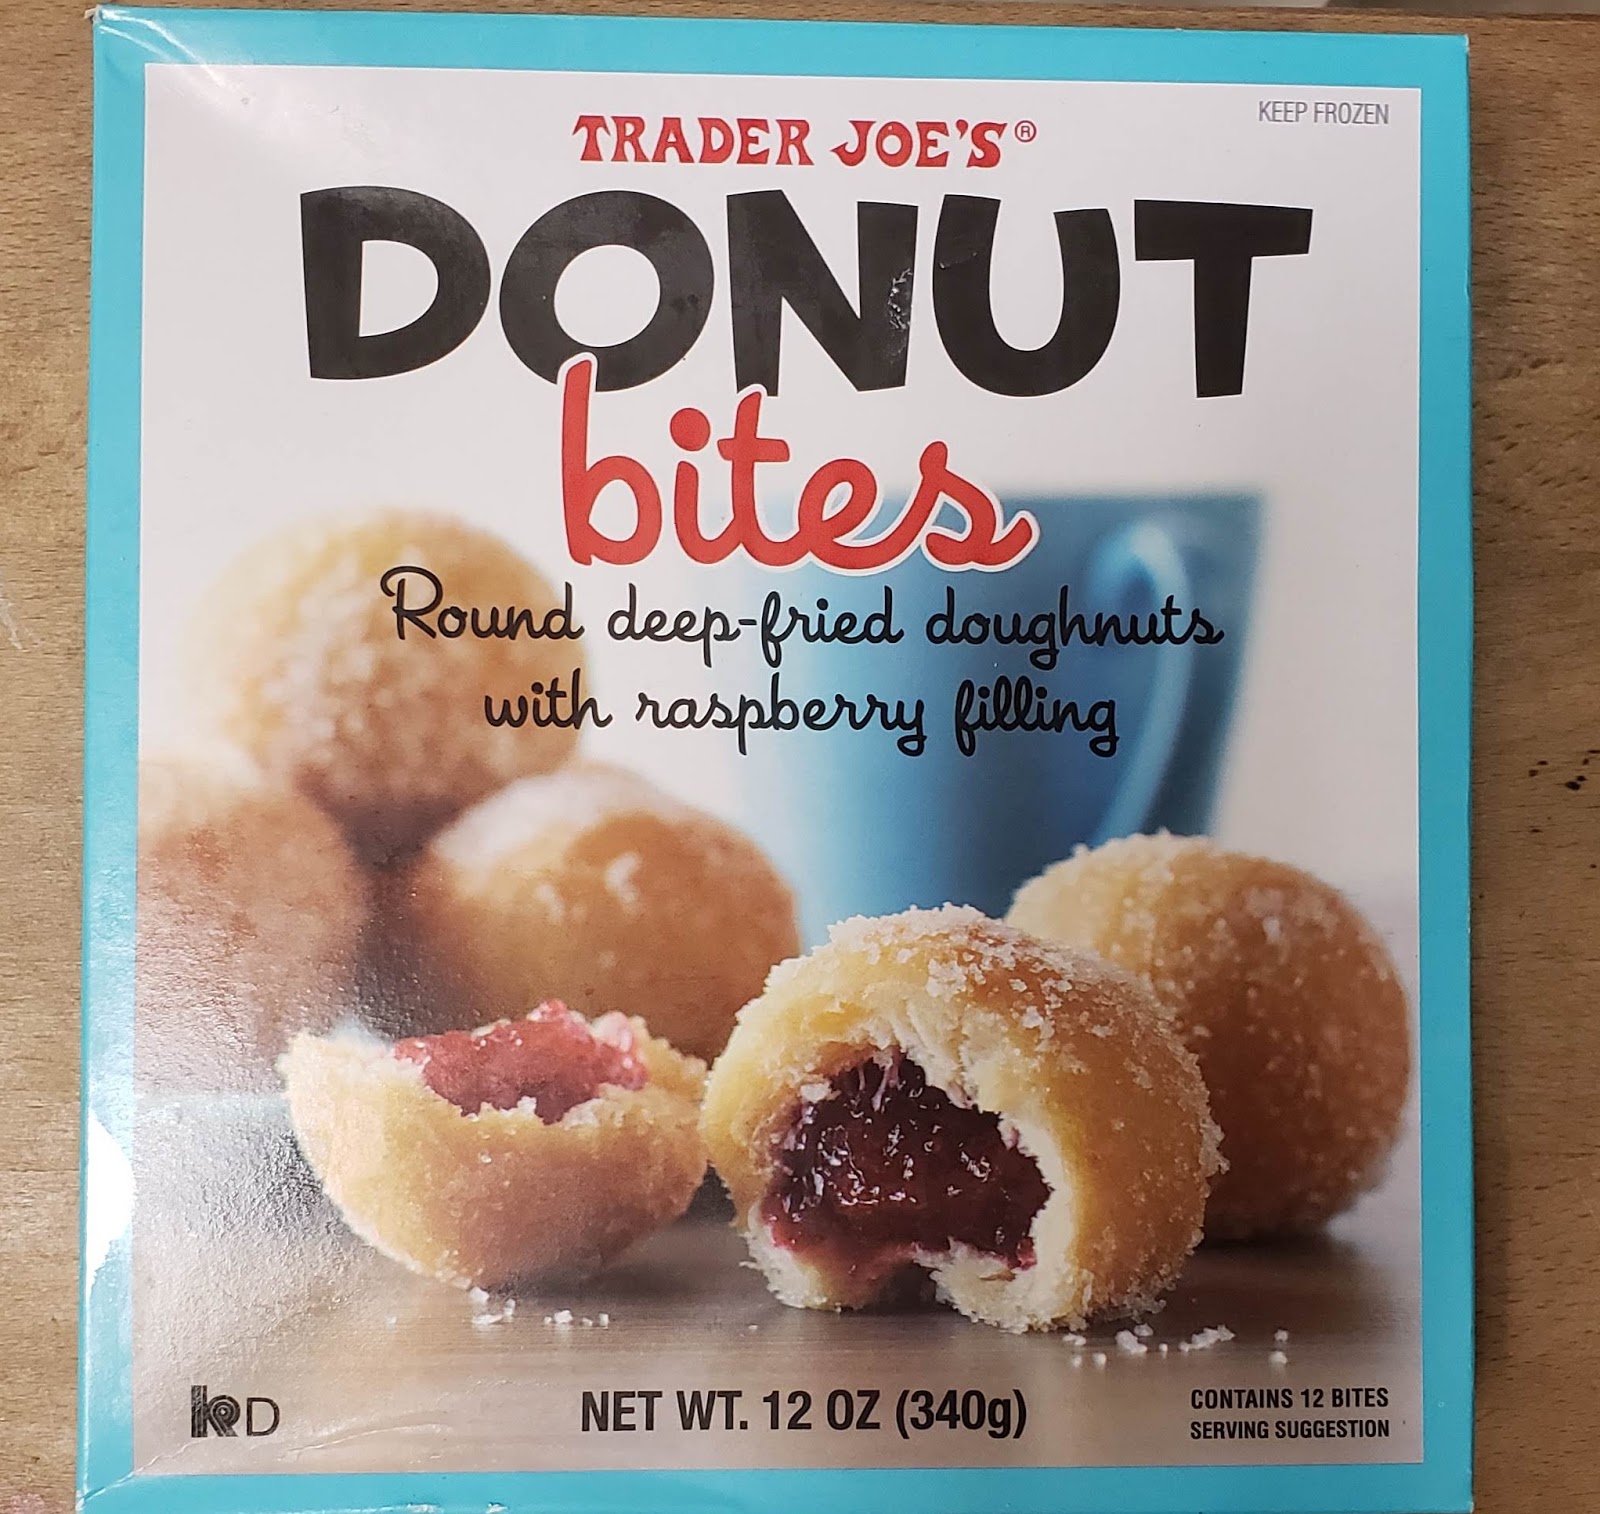 KEEP FROZEN
TRADER JOE'S®
DONUT
bites
Round deep-fried doughnuts
with raspberry filling
KD
NET WT. 12 OZ (340g)
CONTAINS 12 BITES
SERVING SUGGESTION